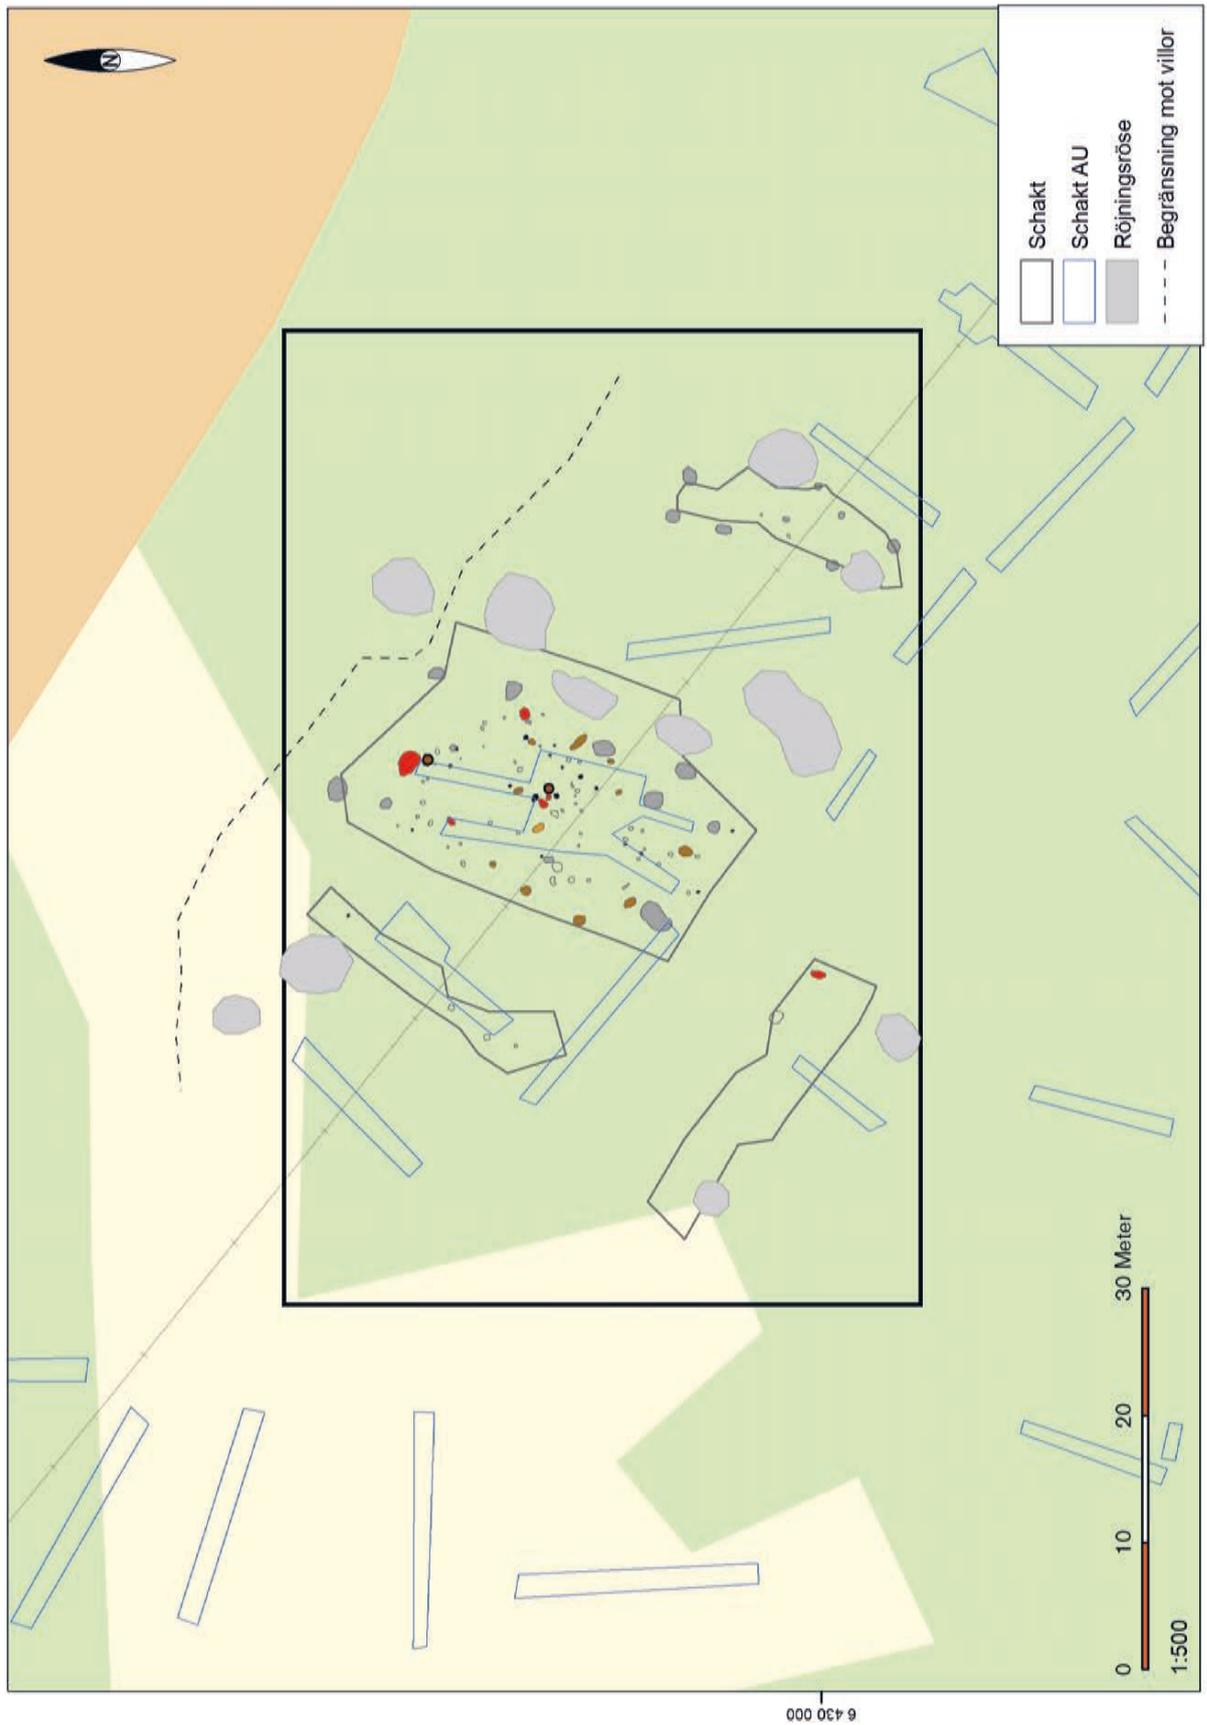 N
Schakt
Schakt AU
Röjningsröse
Begränsning mot villor
0 10 20 30 Meter
1:500
6 430 000